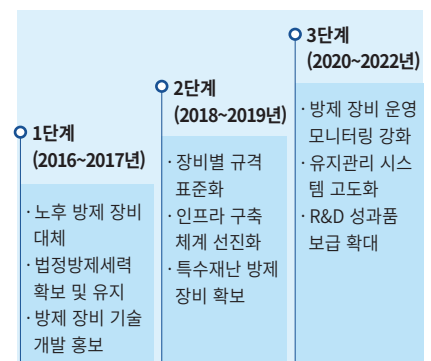 1단계
(2016~2017년)
· 노후 방제 장비
대체
· 법정방제세력
확보 및 유지
· 방제 장비 기술
개발 홍보
2단계
(2018~2019년)
· 장비별 규격
표준화
· 인프라 구축
체계 선진화
· 특수재난 방제
장비 확보
3단계
(2020~2022년)
· 방제 장비 운영
모니터링 강화
· 유지관리 시스
템 고도화
· R&D 성과품
보급 확대